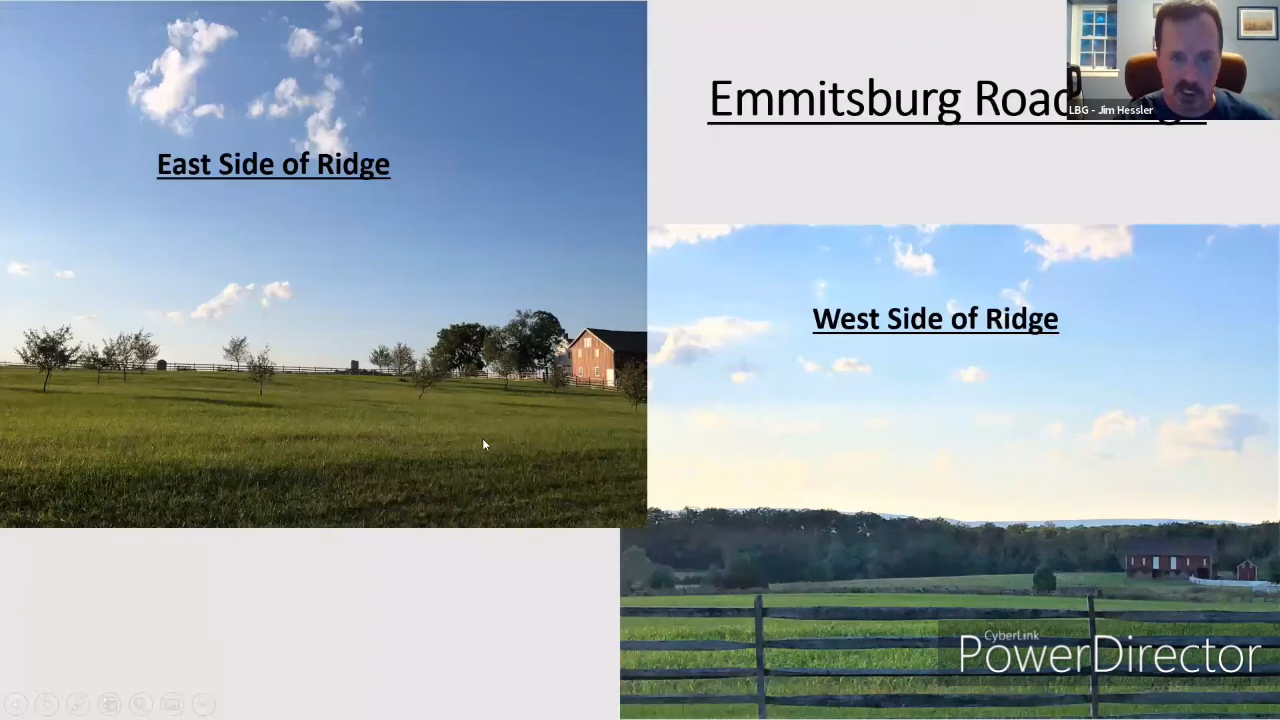 East Side of Ridge
Emmitsburg Road
LBG - Jim Hessler
West Side of Ridge
CyberLink
PowerDirector